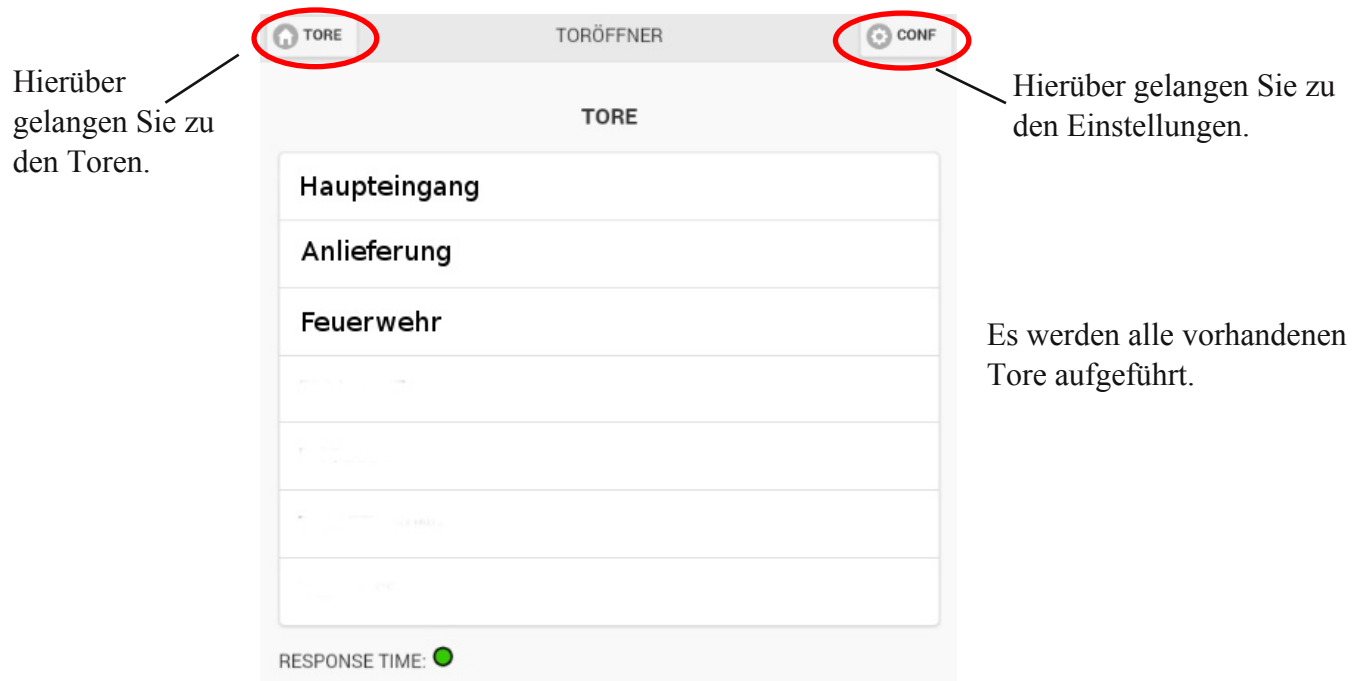 TORE
TORÖFFNER
CONF
Hierüber
gelangen Sie zu
den Toren.
Hierüber gelangen Sie zu
den Einstellungen.
TORE
Haupteingang
Anlieferung
Feuerwehr
Es werden alle vorhandenen
Tore aufgeführt.
RESPONSE TIME: